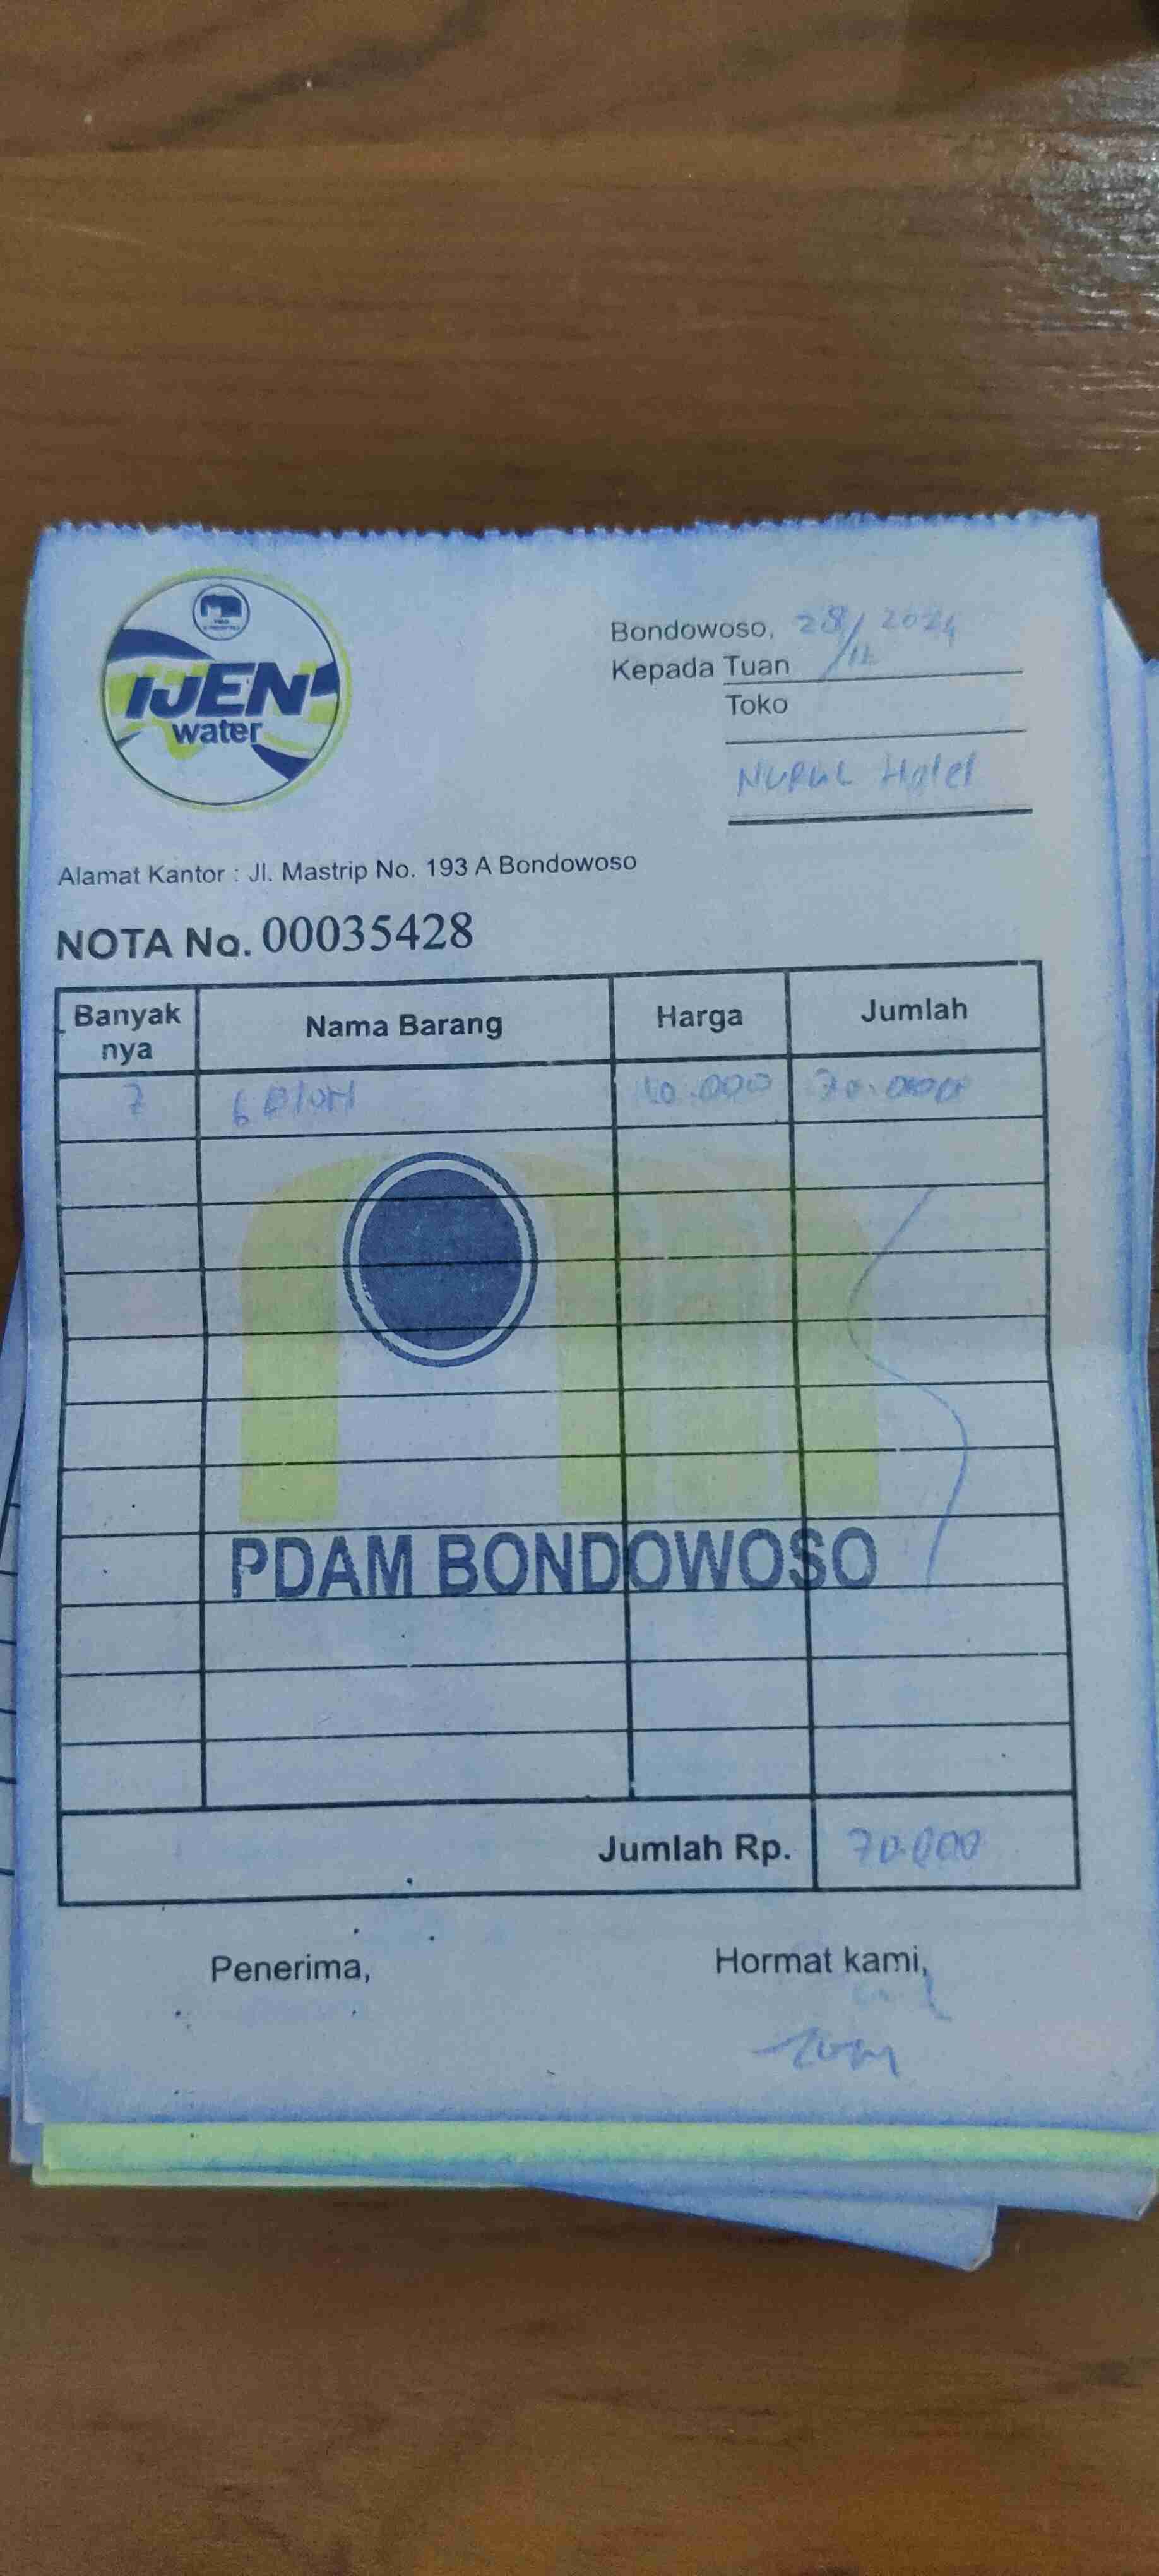 IJEN
water
Bondowoso, 28/12 2024
Kepada Tuan
Toko
Nurul Halel
Alamat Kantor : Jl. Mastrip No. 193 A Bondowoso
NOTA No. 00035428
Banyak nya Nama Barang Harga Jumlah
7 GAlon 10.000 70.000
PDAM BONDOWOSO
Jumlah Rp. 70.000
Penerima, Hormat kami,